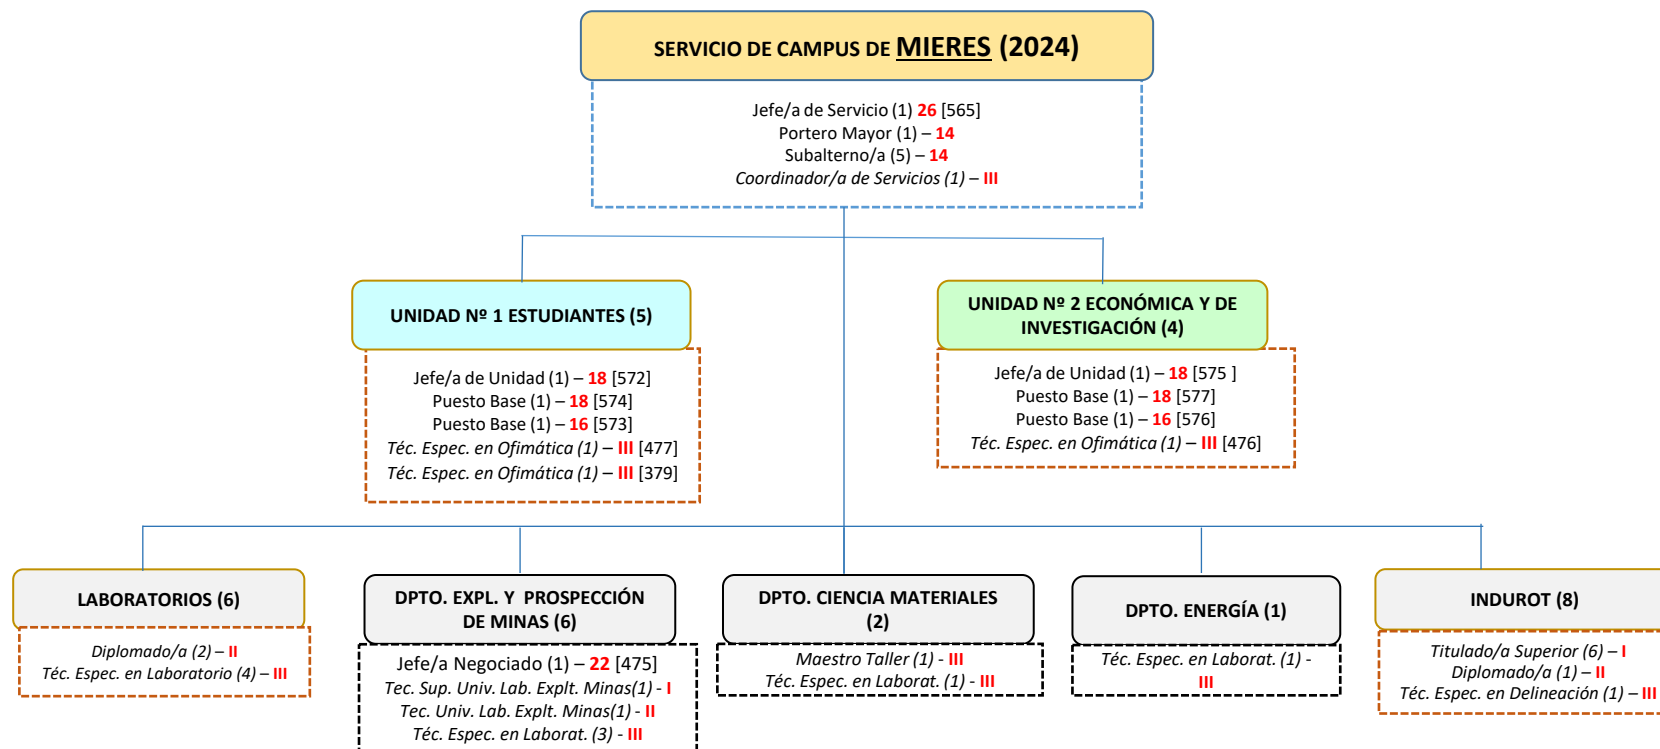 SERVICIO DE CAMPUS DE MIERES (2024)
Jefe/a de Servicio (1) 26 [565]
Portero Mayor (1) – 14
Subalterno/a (5) – 14
Coordinador/a de Servicios (1) – III
UNIDAD Nº 1 ESTUDIANTES (5)
Jefe/a de Unidad (1) – 18 [572]
Puesto Base (1) – 18 [574]
Puesto Base (1) – 16 [573]
Téc. Espec. en Ofimática (1) – III [477]
Téc. Espec. en Ofimática (1) – III [379]
UNIDAD Nº 2 ECONÓMICA Y DE
INVESTIGACIÓN (4)
Jefe/a de Unidad (1) – 18 [575 ]
Puesto Base (1) – 18 [577]
Puesto Base (1) – 16 [576]
Téc. Espec. en Ofimática (1) – III [476]
LABORATORIOS (6)
Diplomado/a (2) – II
Téc. Espec. en Laboratorio (4) – III
DPTO. EXPL. Y PROSPECCIÓN
DE MINAS (6)
Jefe/a Negociado (1) – 22 [475]
Tec. Sup. Univ. Lab. Explt. Minas(1) - I
Tec. Univ. Lab. Explt. Minas(1) - II
Téc. Espec. en Laborat. (3) - III
DPTO. CIENCIA MATERIALES
(2)
Maestro Taller (1) - III
Téc. Espec. en Laborat. (1) - III
DPTO. ENERGÍA (1)
Téc. Espec. en Laborat. (1) -
III
INDUROT (8)
Titulado/a Superior (6) – I
Diplomado/a (1) – II
Téc. Espec. en Delineación (1) – III